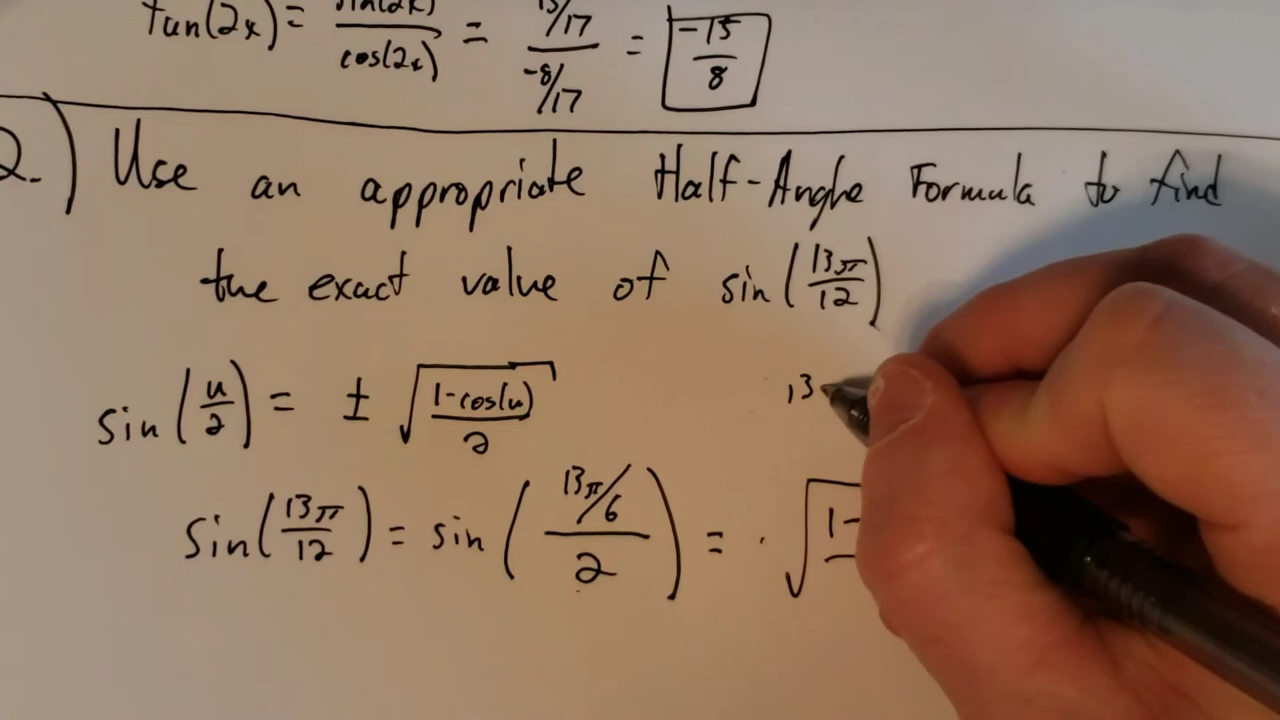 tan(2x) = sin(2x)/cos(2x) = 15/17 / -8/17 = -15/8
2.) Use an appropriate Half-Angle Formula to find
the exact value of sin(13π/12)
sin(u/2) = ± √(1-cos(u)/2)
13
sin(13π/12) = sin(13π/6 / 2) = · √1-